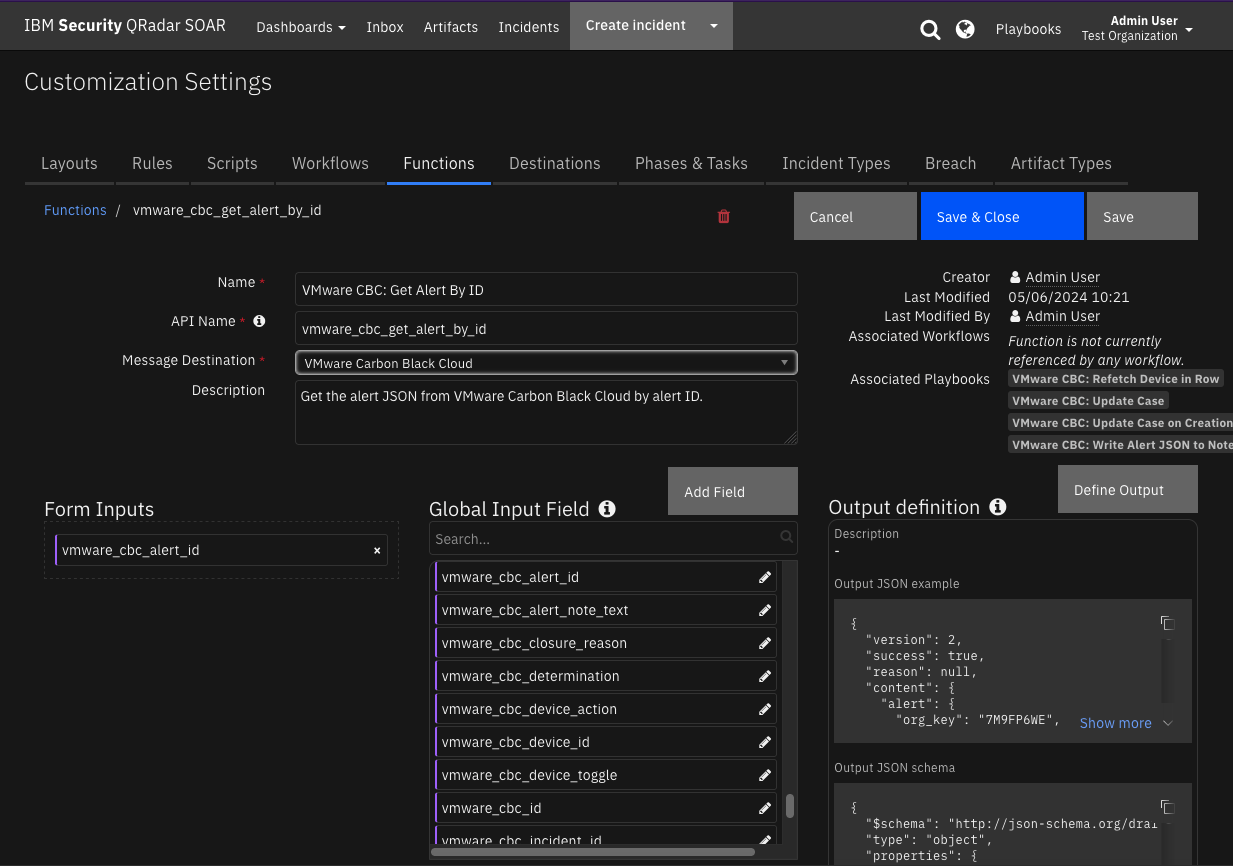 IBM Security QRadar SOAR
Dashboards
Inbox
Artifacts
Incidents
Create incident
Playbooks
Admin User
Test Organization
Customization Settings
Layouts
Rules
Scripts
Workflows
Functions
Destinations
Phases & Tasks
Incident Types
Breach
Artifact Types
Functions / vmware_cbc_get_alert_by_id
Cancel
Save & Close
Save
Name *
VMware CBC: Get Alert By ID
API Name *
vmware_cbc_get_alert_by_id
Message Destination *
VMware Carbon Black Cloud
Description
Get the alert JSON from VMware Carbon Black Cloud by alert ID.
Creator
Admin User
Last Modified
05/06/2024 10:21
Last Modified By
Admin User
Associated Workflows
Function is not currently
referenced by any workflow.
Associated Playbooks
VMware CBC: Refetch Device in Row
VMware CBC: Update Case
VMware CBC: Update Case on Creation
VMware CBC: Write Alert JSON to Note
Form Inputs
vmware_cbc_alert_id ×
Global Input Field
Add Field
Search...
vmware_cbc_alert_id
vmware_cbc_alert_note_text
vmware_cbc_closure_reason
vmware_cbc_determination
vmware_cbc_device_action
vmware_cbc_device_id
vmware_cbc_device_toggle
vmware_cbc_id
vmware_cbc_incident_id
Output definition
Define Output
Description
-
Output JSON example
{
"version": 2,
"success": true,
"reason": null,
"content": {
"alert": {
"org_key": "7M9FP6WE",
Show more
Output JSON schema
{
"$schema": "http://json-schema.org/dra
"type": "object",
"properties": {